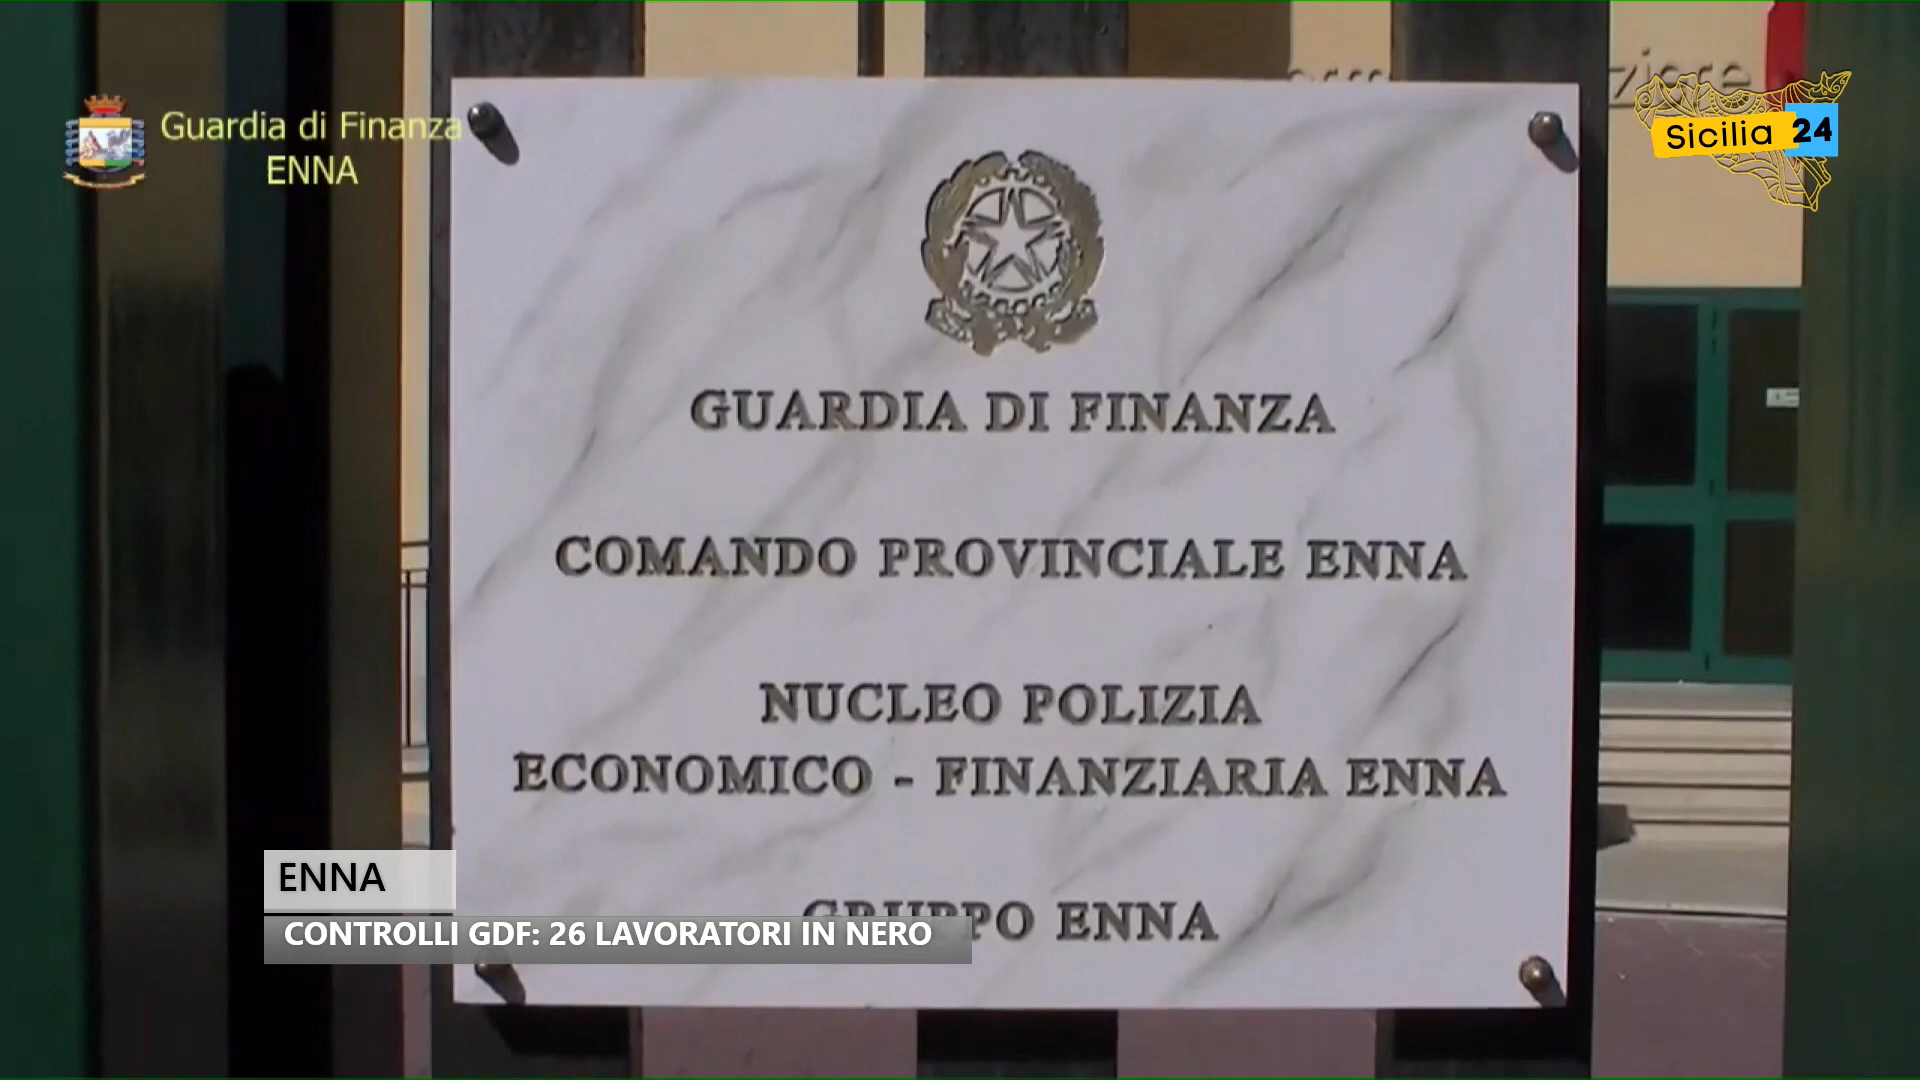 Guardia di Finanza
ENNA
Sicilia 24
GUARDIA DI FINANZA
COMANDO PROVINCIALE ENNA
NUCLEO POLIZIA
ECONOMICO - FINANZIARIA ENNA
GRUPPO ENNA
ENNA
CONTROLLI GDF: 26 LAVORATORI IN NERO